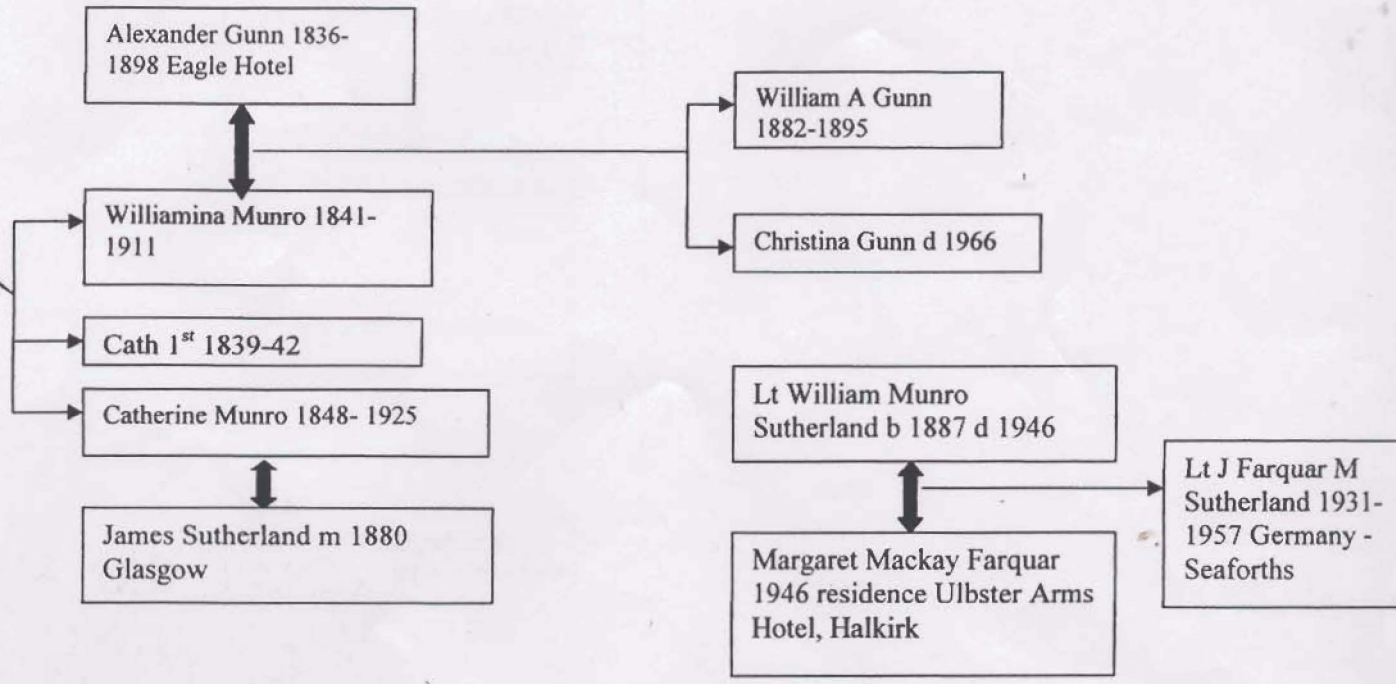 Alexander Gunn 1836-
1898 Eagle Hotel
William A Gunn
1882-1895
Williamina Munro 1841-
1911
Christina Gunn d 1966
Cath 1st 1839-42
Catherine Munro 1848- 1925
Lt William Munro
Sutherland b 1887 d 1946
Lt J Farquar M
Sutherland 1931-
1957 Germany -
Seaforths
James Sutherland m 1880
Glasgow
Margaret Mackay Farquar
1946 residence Ulbster Arms
Hotel, Halkirk